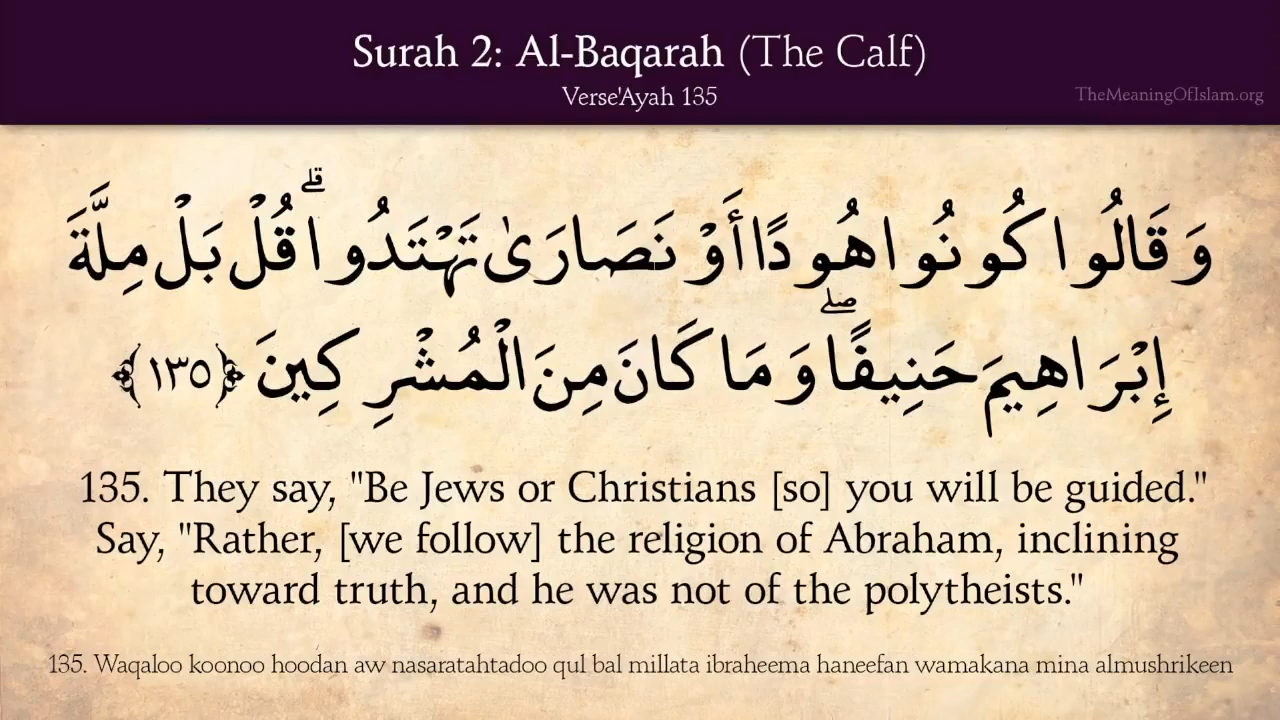 Surah 2: Al-Baqarah (The Calf)
Verse'Ayah 135
TheMeaningOfIslam.org
وَقَالُوا كُونُوا هُودًا أَوْ نَصَارَىٰ تَهْتَدُوا ۗ قُلْ بَلْ مِلَّةَ
إِبْرَاهِيمَ حَنِيفًا ۖ وَمَا كَانَ مِنَ الْمُشْرِكِينَ ﴿١٣٥﴾
135. They say, "Be Jews or Christians [so] you will be guided."
Say, "Rather, [we follow] the religion of Abraham, inclining
toward truth, and he was not of the polytheists."
135. Waqaloo koonoo hoodan aw nasaratahtadoo qul bal millata ibraheema haneefan wamakana mina almushrikeen